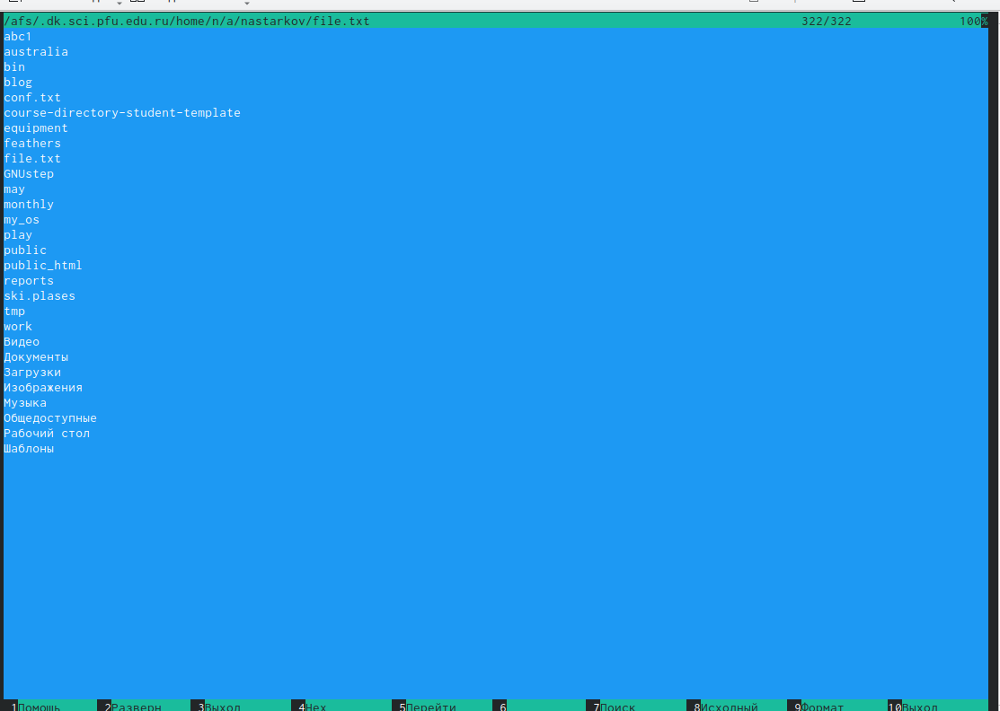 /afs/.dk.sci.pfu.edu.ru/home/n/a/nastarkov/file.txt 322/322 100%
abc1
australia
bin
blog
conf.txt
course-directory-student-template
equipment
feathers
file.txt
GNUstep
may
monthly
my_os
play
public
public_html
reports
ski.plases
tmp
work
Видео
Документы
Загрузки
Изображения
Музыка
Общедоступные
Рабочий стол
Шаблоны
1Помощь 2Разверн 3Выход 4Hex 5Перейти 6 7Поиск 8Исходный 9Формат 10Выход